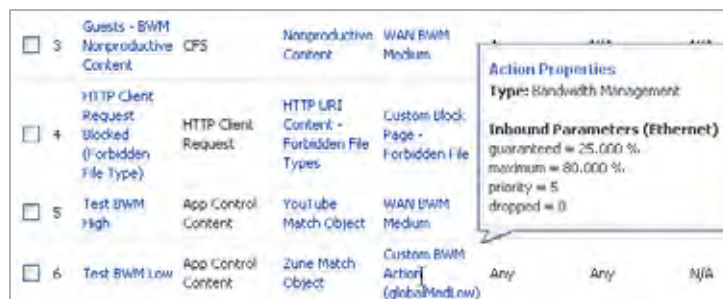 Guests - BWM
Nonproductive
Content
3
CFS
Nonproductive
Content
WAN BWM
Medium
HTTP Client
Request
Blocked
(Forbidden
File Type)
4
HTTP Client
Request
HTTP URI
Content -
Forbidden File
Types
Custom Block
Page -
Forbidden File
5
Test BWM
High
App Control
Content
YouTube
Match Object
WAN BWM
Medium
6
Test BWM Low
App Control
Content
Zune Match
Object
Custom BWM
Action
(globalMedLow)
Any
Any
N/A
Action Properties
Type: Bandwidth Management
Inbound Parameters (Ethernet)
guaranteed = 25.000 %
maximum = 80.000 %
priority = 5
dropped = 0